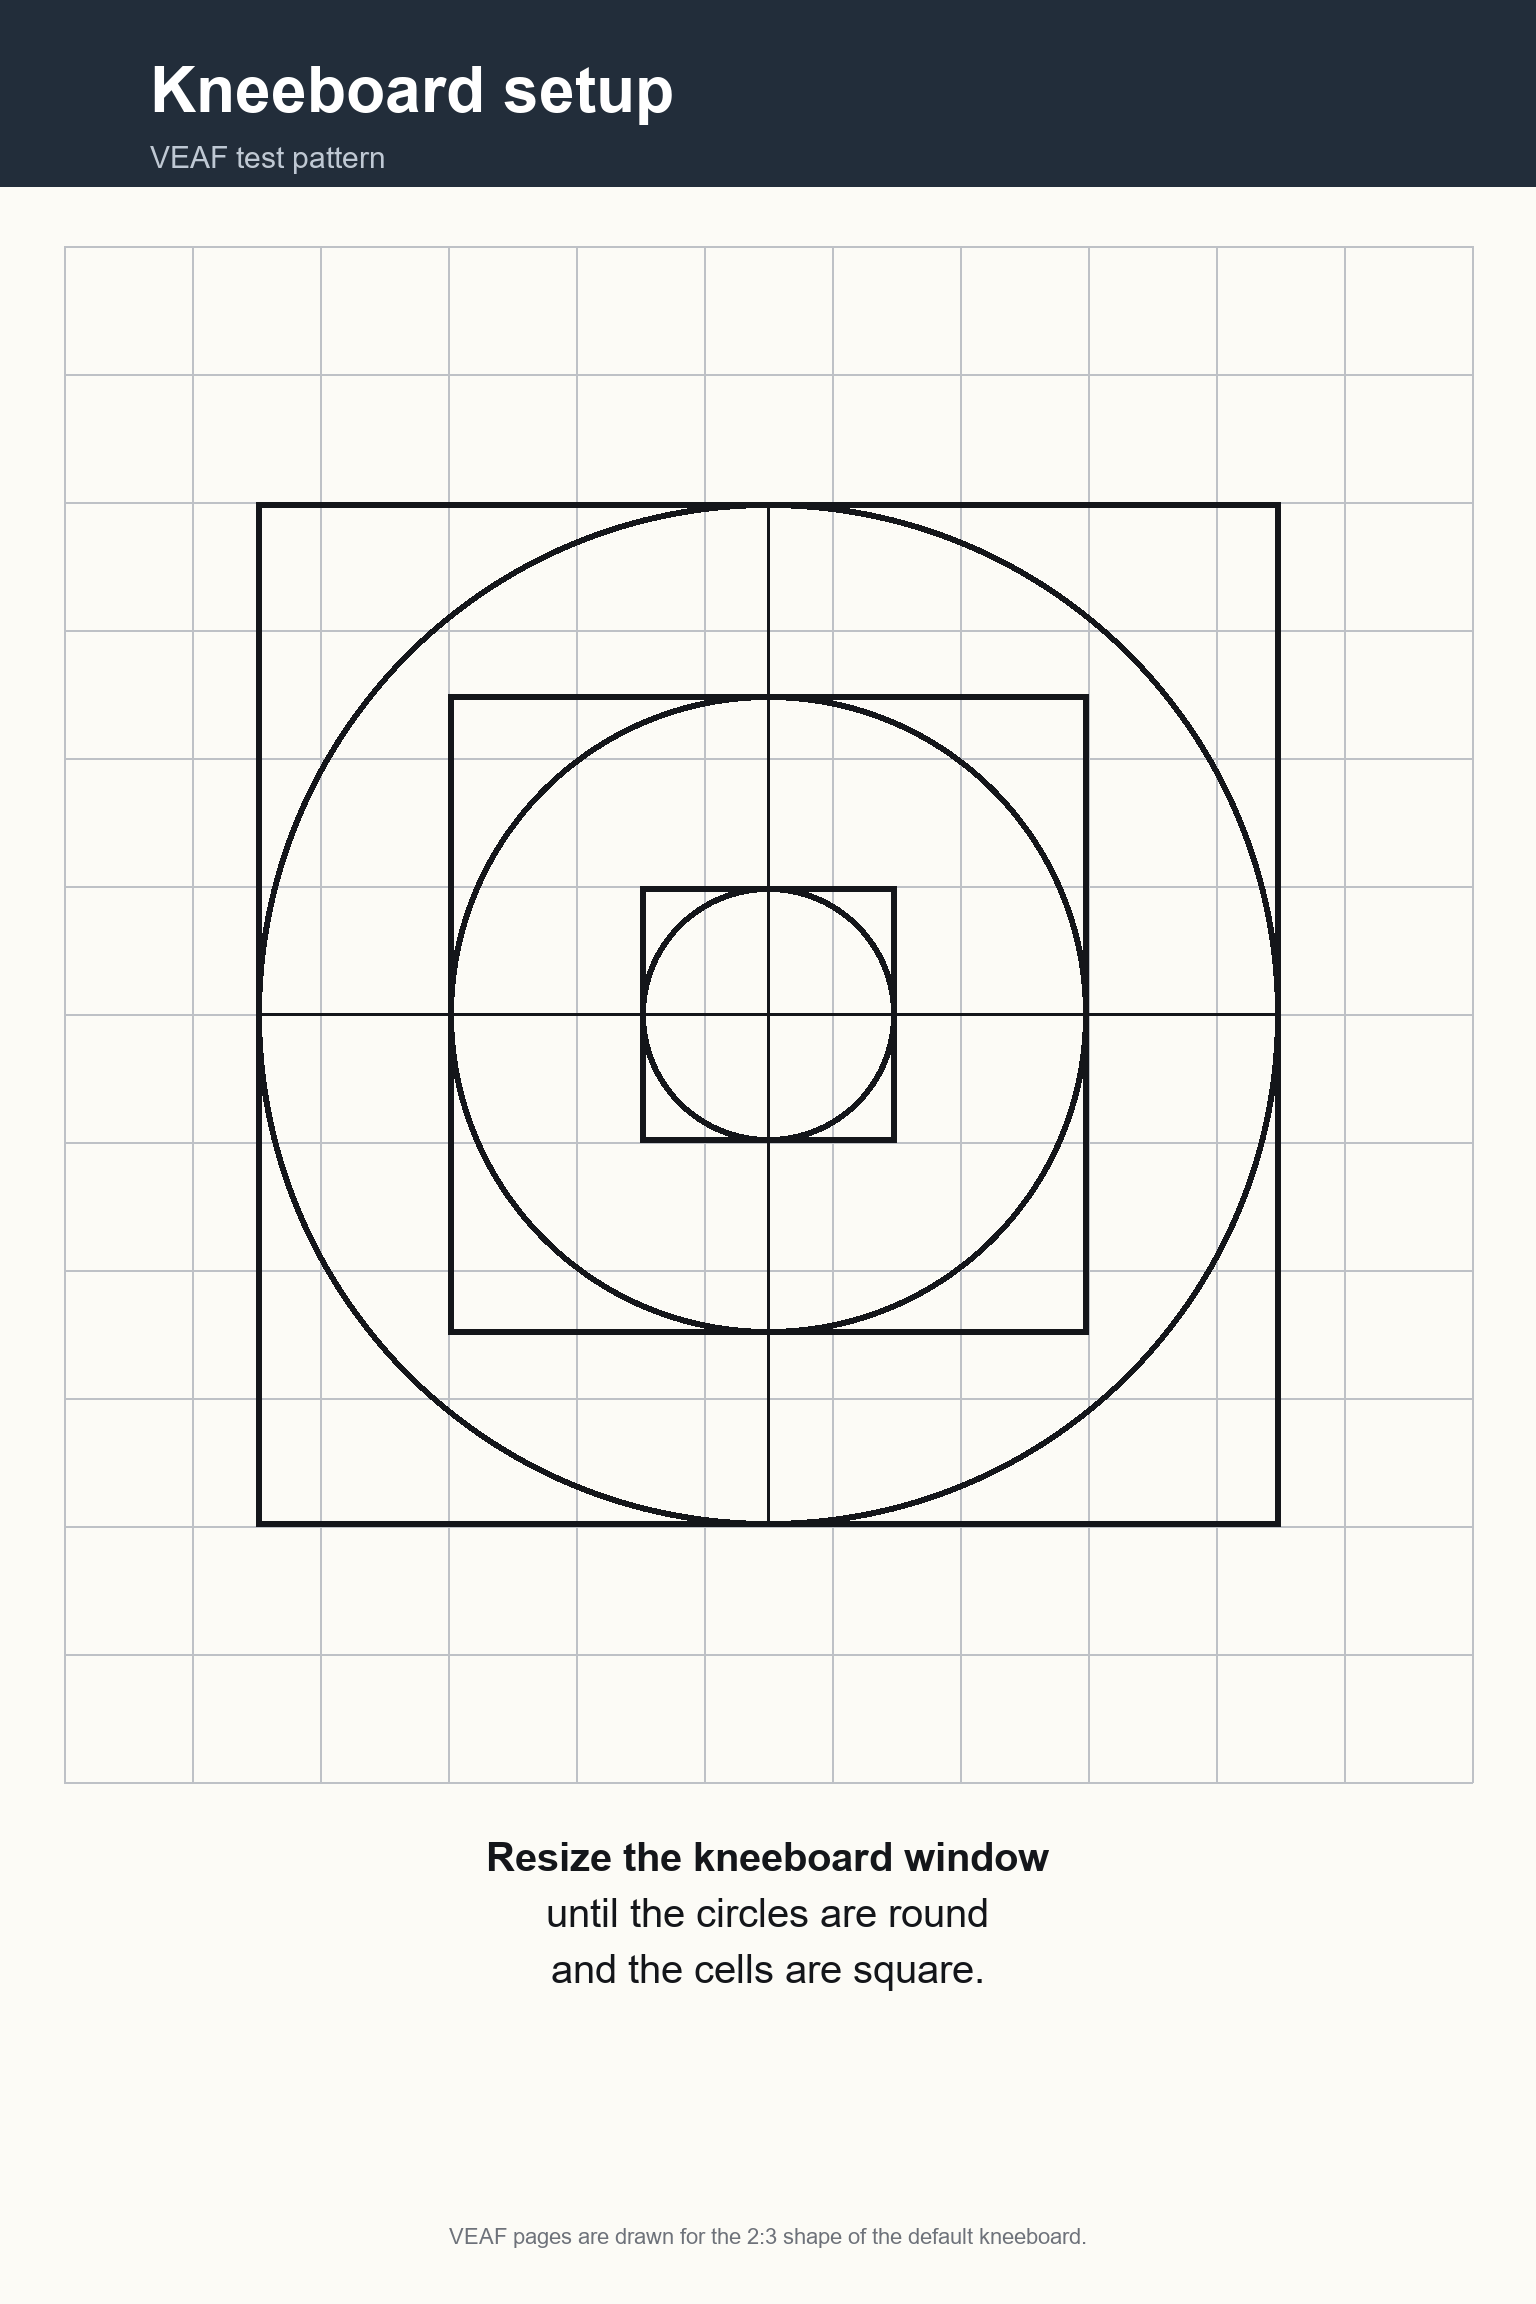 Kneeboard setup
VEAF test pattern
Resize the kneeboard window
until the circles are round
and the cells are square.
VEAF pages are drawn for the 2:3 shape of the default kneeboard.